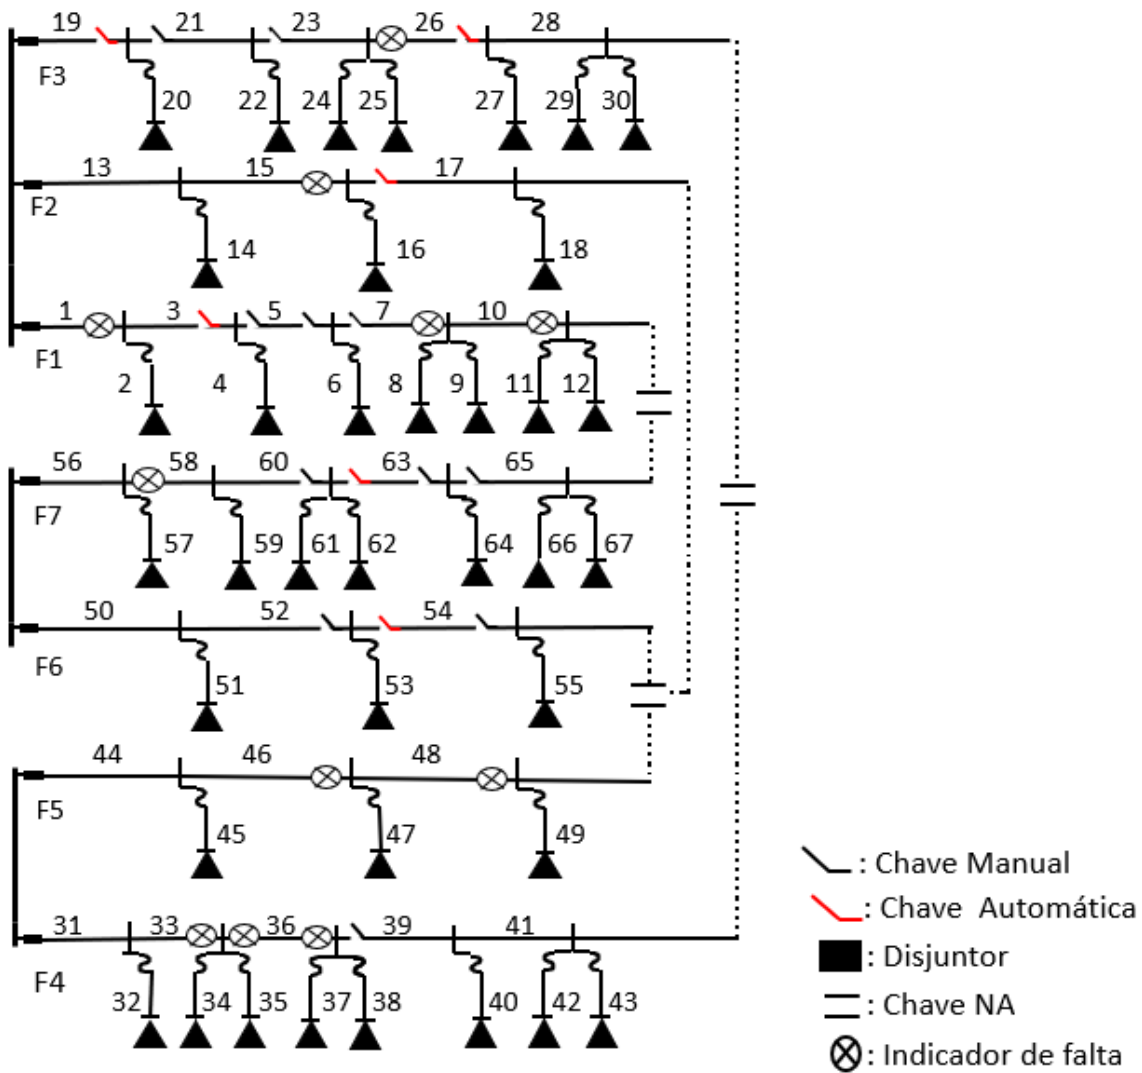 19 21 23 26 28
F3
20 22 24 25 27 29 30
13 15 17
F2
14 16 18
1 3 5 7 10
F1
2 4 6 8 9 11 12
56 58 60 63 65
F7
57 59 61 62 64 66 67
50 52 54
F6
51 53 55
44 46 48
F5
45 47 49
31 33 36 39 41
F4
32 34 35 37 38 40 42 43
: Chave Manual
: Chave Automática
: Disjuntor
: Chave NA
: Indicador de falta